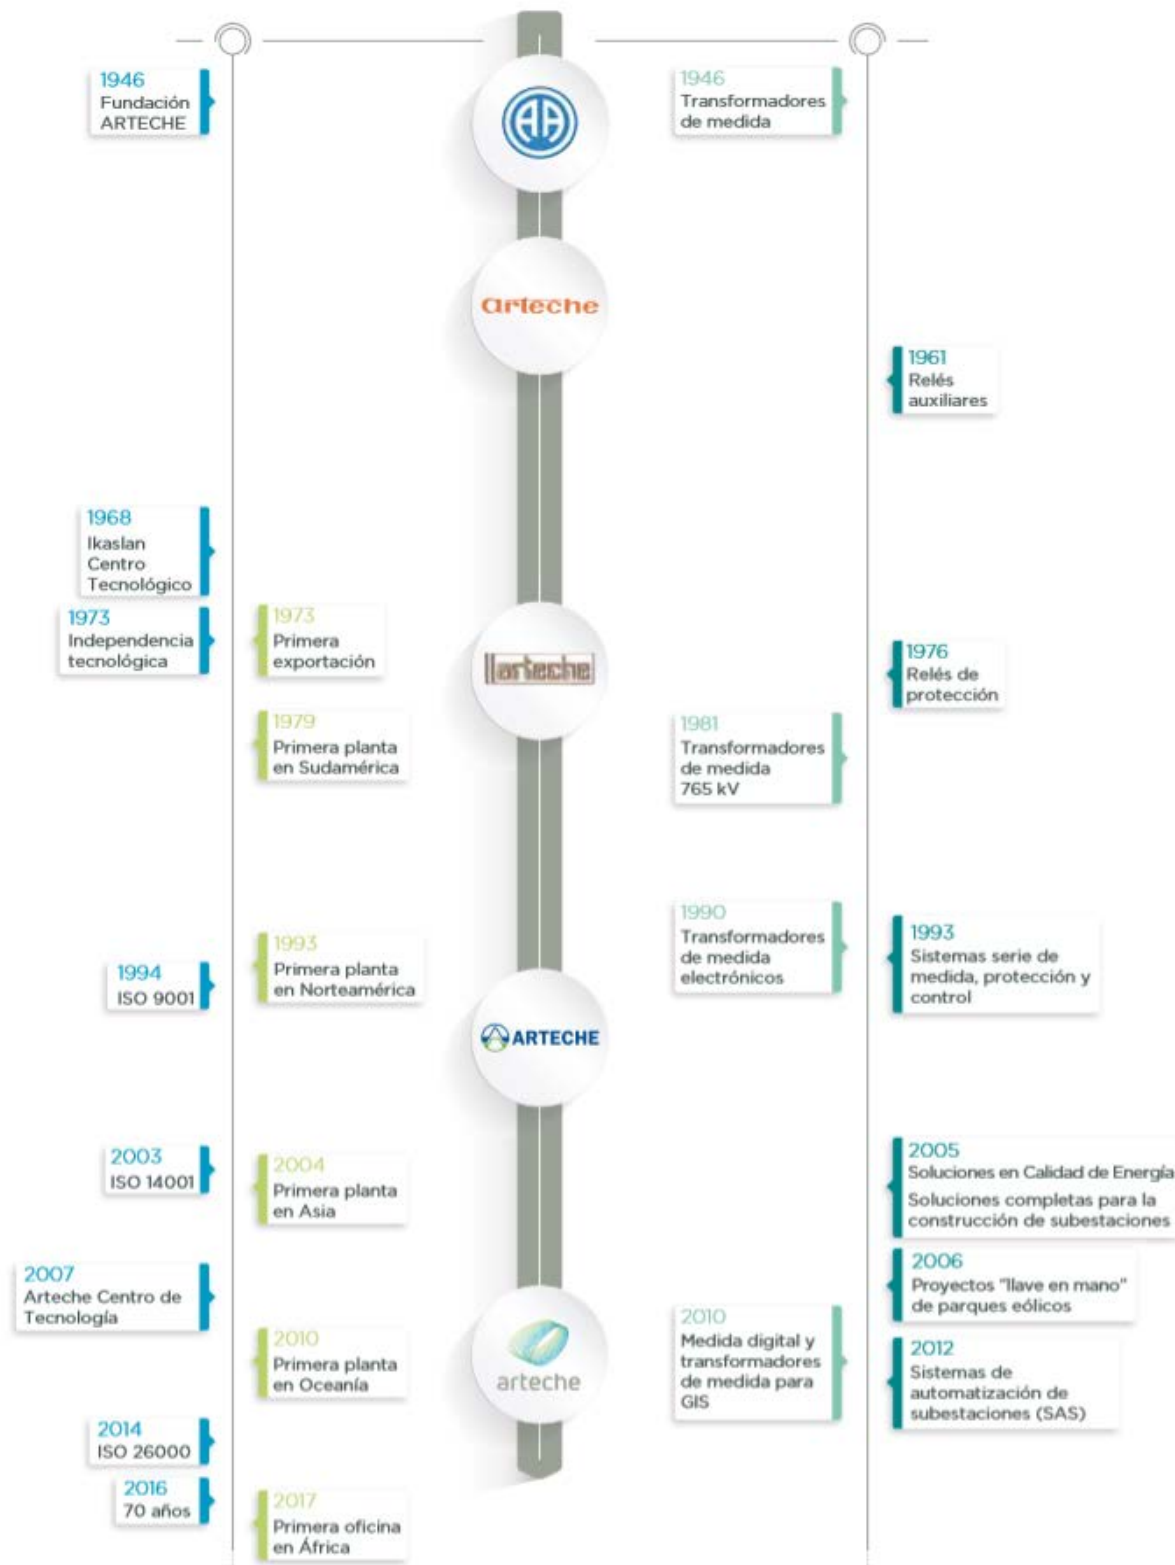 1946
Fundación
ARTECHE
1968
Ikaslan
Centro
Tecnológico
1973
Independencia
tecnológica
1994
ISO 9001
2003
ISO 14001
2007
Arteche Centro de
Tecnología
2014
ISO 26000
2016
70 años
1973
Primera
exportación
1979
Primera planta
en Sudamérica
1993
Primera planta
en Norteamérica
2004
Primera planta
en Asia
2010
Primera planta
en Oceanía
2017
Primera oficina
en África
AA
arteche
arteche
ARTECHE
arteche
1946
Transformadores
de medida
1981
Transformadores
de medida
765 kV
1990
Transformadores
de medida
electrónicos
2010
Medida digital y
transformadores
de medida para
GIS
1961
Relés
auxiliares
1976
Relés de
protección
1993
Sistemas serie de
medida, protección y
control
2005
Soluciones en Calidad de Energía
Soluciones completas para la
construcción de subestaciones
2006
Proyectos "llave en mano"
de parques eólicos
2012
Sistemas de
automatización de
subestaciones (SAS)